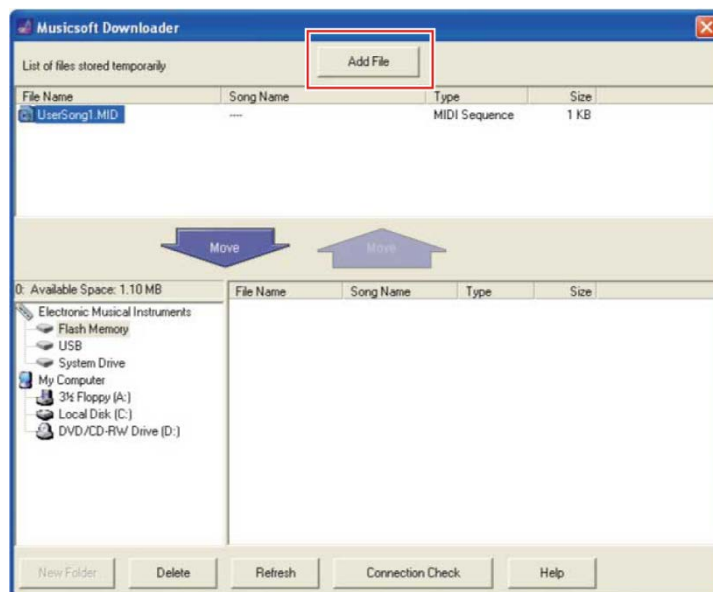 Musicsoft Downloader
List of files stored temporarily
Add File
File Name Song Name Type Size
UserSong1.MID ---- MIDI Sequence 1 KB
Move Move
0: Available Space: 1.10 MB
File Name Song Name Type Size
Electronic Musical Instruments
Flash Memory
USB
System Drive
My Computer
3½ Floppy (A:)
Local Disk (C:)
DVD/CD-RW Drive (D:)
New Folder Delete Refresh Connection Check Help